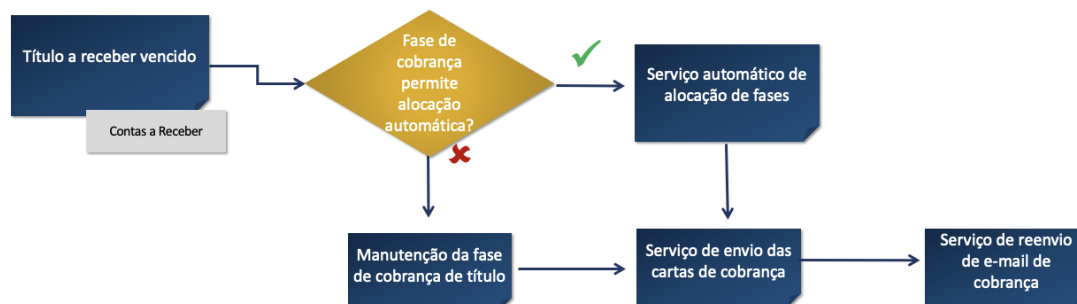 Título a receber vencido
Contas a Receber
Fase de
cobrança
permite
alocação
automática?
Serviço automático de
alocação de fases
Manutenção da fase
de cobrança de título
Serviço de envio das
cartas de cobrança
Serviço de reenvio
de e-mail de
cobrança